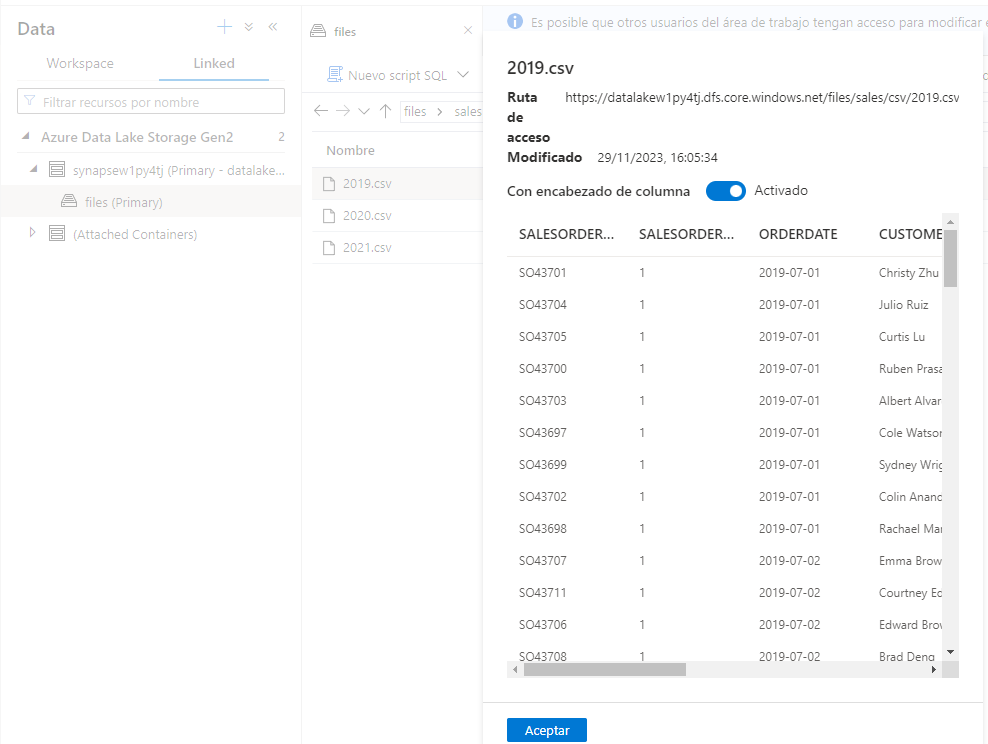 Data
Workspace
Linked
Filtrar recursos por nombre
Azure Data Lake Storage Gen2 2
synapsew1py4tj (Primary - datalake...
files (Primary)
(Attached Containers)
files
Nuevo script SQL
files > sales
Nombre
2019.csv
2020.csv
2021.csv
Es posible que otros usuarios del área de trabajo tengan acceso para modificar
2019.csv
Ruta de acceso https://datalakew1py4tj.dfs.core.windows.net/files/sales/csv/2019.csv
Modificado 29/11/2023, 16:05:34
Con encabezado de columna Activado
SALESORDER... SALESORDER... ORDERDATE CUSTOME
SO43701 1 2019-07-01 Christy Zhu
SO43704 1 2019-07-01 Julio Ruiz
SO43705 1 2019-07-01 Curtis Lu
SO43700 1 2019-07-01 Ruben Prasa
SO43703 1 2019-07-01 Albert Alvar
SO43697 1 2019-07-01 Cole Watson
SO43699 1 2019-07-01 Sydney Wrig
SO43702 1 2019-07-01 Colin Anand
SO43698 1 2019-07-01 Rachael Mar
SO43707 1 2019-07-02 Emma Brow
SO43711 1 2019-07-02 Courtney Ed
SO43706 1 2019-07-02 Edward Brow
SO43708 1 2019-07-02 Brad Deng
Aceptar